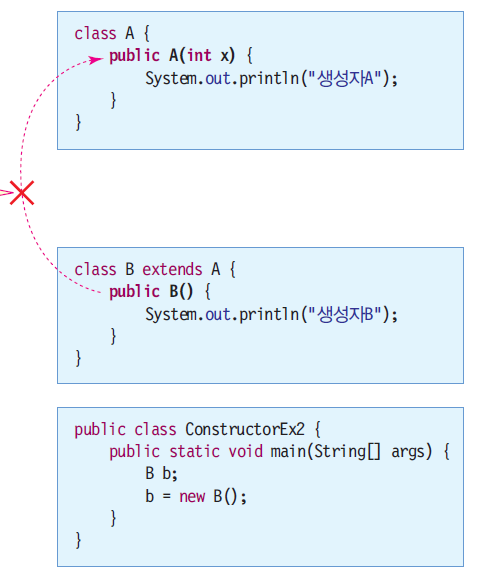 class A {
public A(int x) {
System.out.println("생성자A");
}
}
class B extends A {
public B() {
System.out.println("생성자B");
}
}
public class ConstructorEx2 {
public static void main(String[] args) {
B b;
b = new B();
}
}